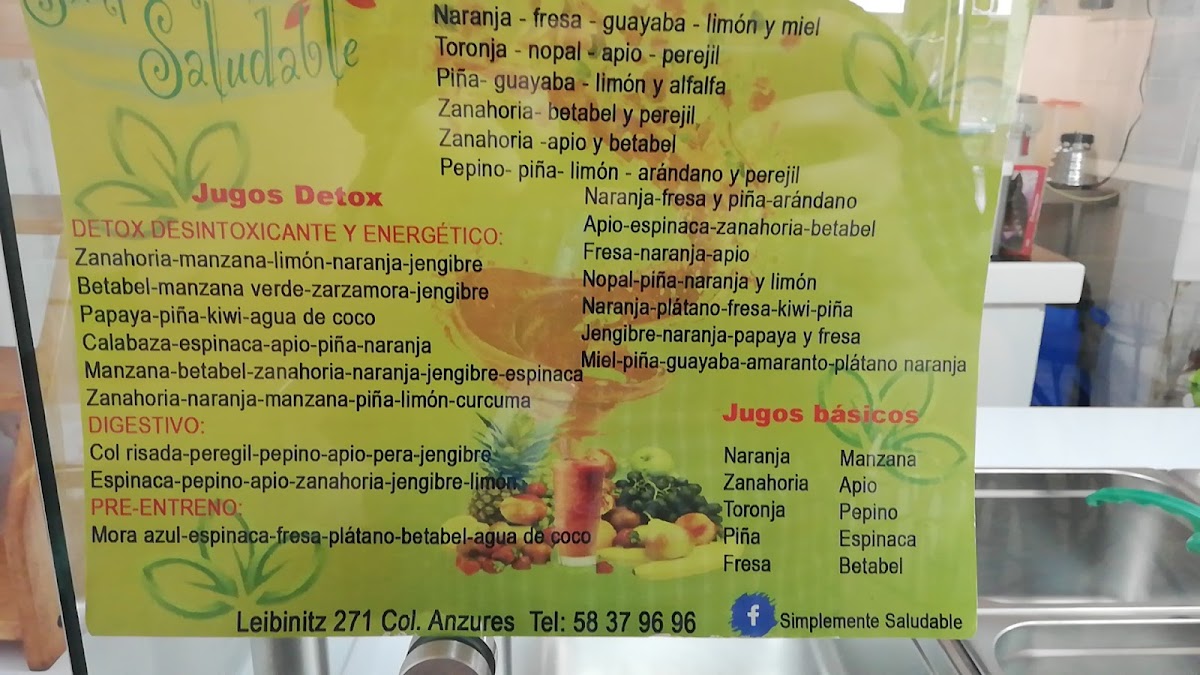 Saludable
Naranja - fresa - guayaba - limón y miel
Toronja - nopal - apio - perejil
Piña- guayaba - limón y alfalfa
Zanahoria- betabel y perejil
Zanahoria -apio y betabel
Pepino- piña- limón - arándano y perejil
Jugos Detox
DETOX DESINTOXICANTE Y ENERGÉTICO:
Zanahoria-manzana-limón-naranja-jengibre
Betabel-manzana verde-zarzamora-jengibre
Papaya-piña-kiwi-agua de coco
Calabaza-espinaca-apio-piña-naranja
Manzana-betabel-zanahoria-naranja-jengibre-espinaca
Zanahoria-naranja-manzana-piña-limón-curcuma
DIGESTIVO:
Col risada-peregil-pepino-apio-pera-jengibre
Espinaca-pepino-apio-zanahoria-jengibre-limón
PRE-ENTRENO:
Mora azul-espinaca-fresa-plátano-betabel-agua de coco
Naranja-fresa y piña-arándano
Apio-espinaca-zanahoria-betabel
Fresa-naranja-apio
Nopal-piña-naranja y limón
Naranja-plátano-fresa-kiwi-piña
Jengibre-naranja-papaya y fresa
Miel-piña-guayaba-amaranto-plátano naranja
Jugos básicos
Naranja
Zanahoria
Toronja
Piña
Fresa
Manzana
Apio
Pepino
Espinaca
Betabel
Leibinitz 271 Col. Anzures Tel: 58 37 96 96
f Simplemente Saludable